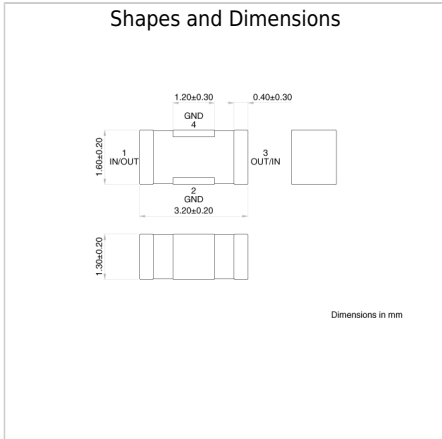 Shapes and Dimensions
1.20±0.30
0.40±0.30
GND
4
1.60±0.20
1
IN/OUT
3
OUT/IN
2
GND
3.20±0.20
1.30±0.20
Dimensions in mm